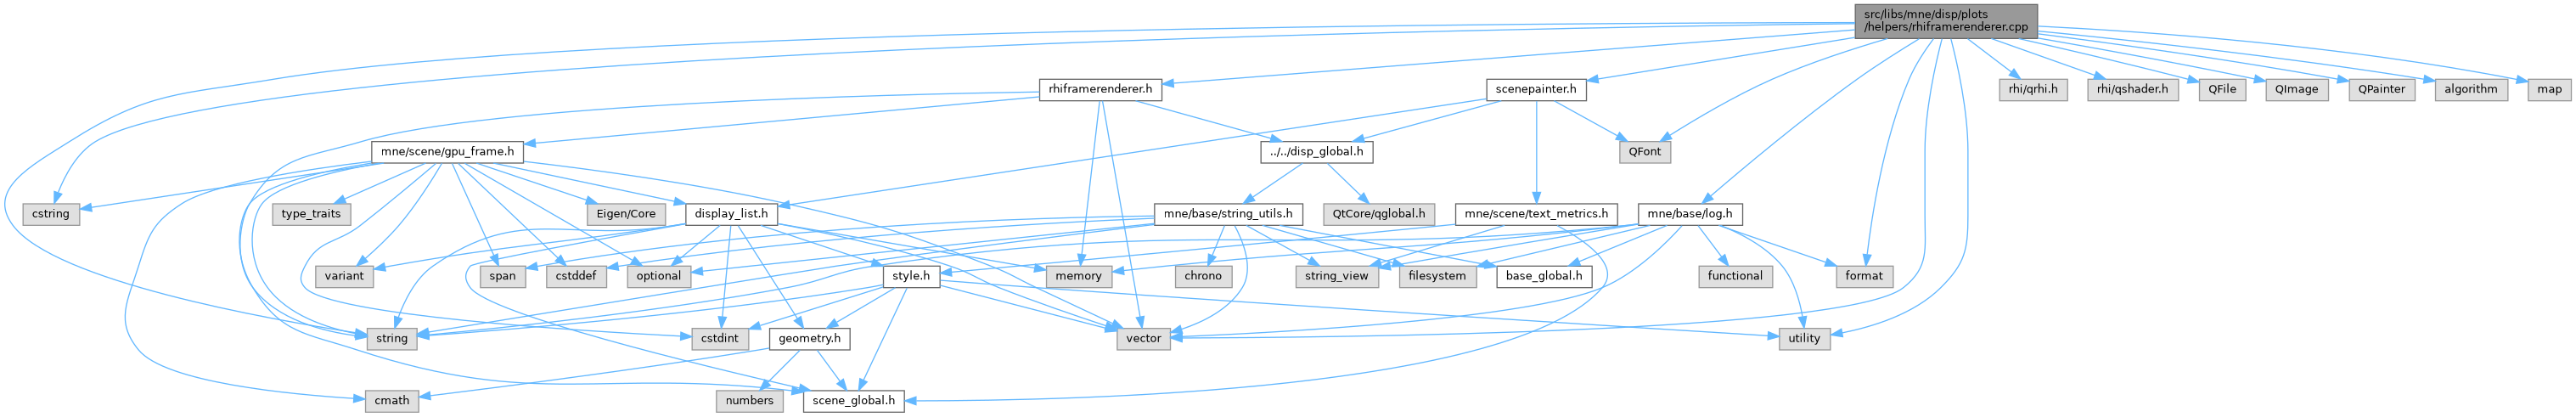 src/libs/mne/disp/plots
/helpers/rhiframerenderer.cpp
rhiframerenderer.h
scenepainter.h
rhi/qrhi.h
rhi/qshader.h
QFile
QImage
QPainter
algorithm
map
mne/scene/gpu_frame.h
../../disp_global.h
QFont
cstring
type_traits
Eigen/Core
display_list.h
mne/base/string_utils.h
QtCore/qglobal.h
mne/scene/text_metrics.h
mne/base/log.h
variant
span
cstddef
optional
style.h
memory
chrono
string_view
filesystem
base_global.h
functional
format
string
cstdint
geometry.h
vector
utility
cmath
numbers
scene_global.h